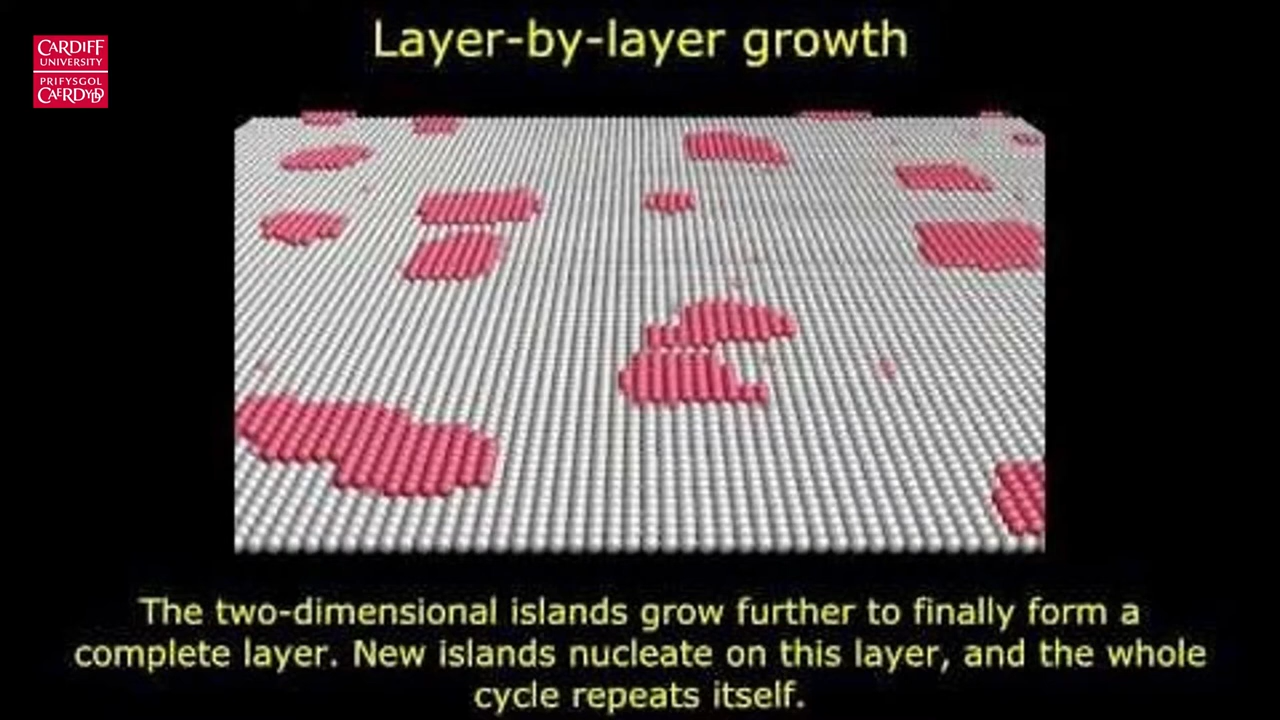 Layer-by-layer growth
CARDIFF
UNIVERSITY
PRIFYSGOL
CAERDYDD
The two-dimensional islands grow further to finally form a
complete layer. New islands nucleate on this layer, and the whole
cycle repeats itself.